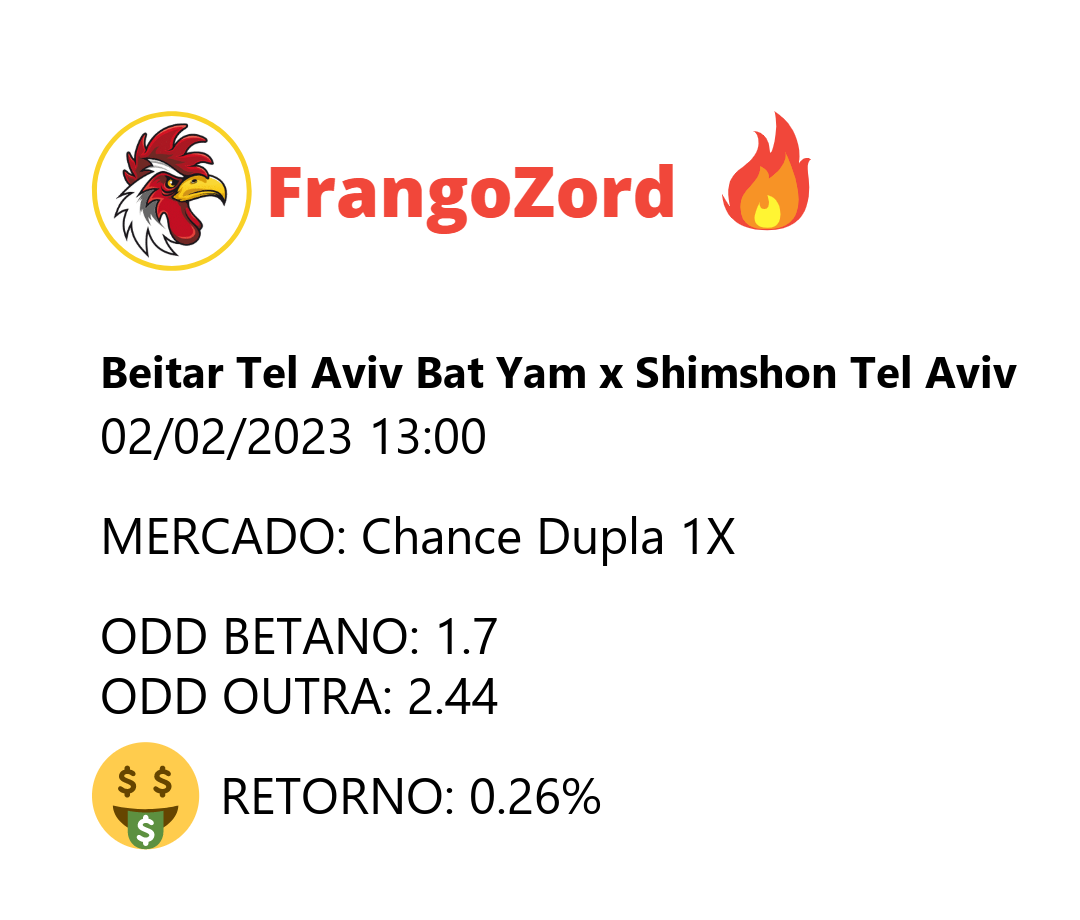 FrangoZord
Beitar Tel Aviv Bat Yam x Shimshon Tel Aviv
02/02/2023 13:00
MERCADO: Chance Dupla 1X
ODD BETANO: 1.7
ODD OUTRA: 2.44
$ $
$
RETORNO: 0.26%